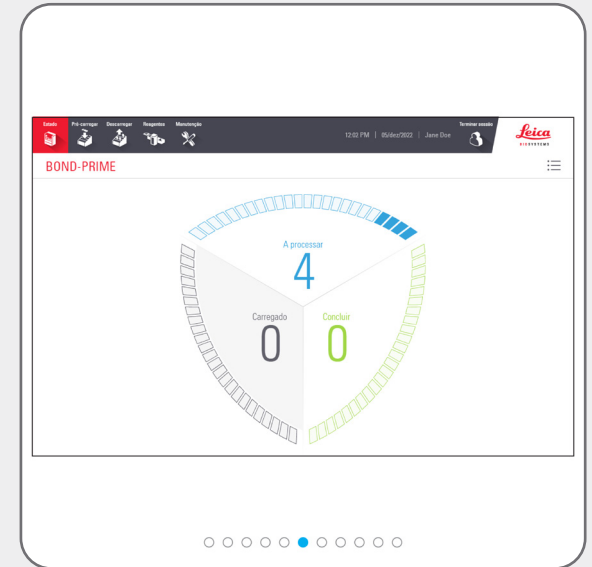 Estado Pré-carregar Descarregar Reagentes Manutenção
12:02 PM | 05/dez/2023 | Jane Doe
Terminar sessão
Leica
BIOSYSTEMS
BOND-PRIME
A processar
4
Carregado
0
Concluir
0